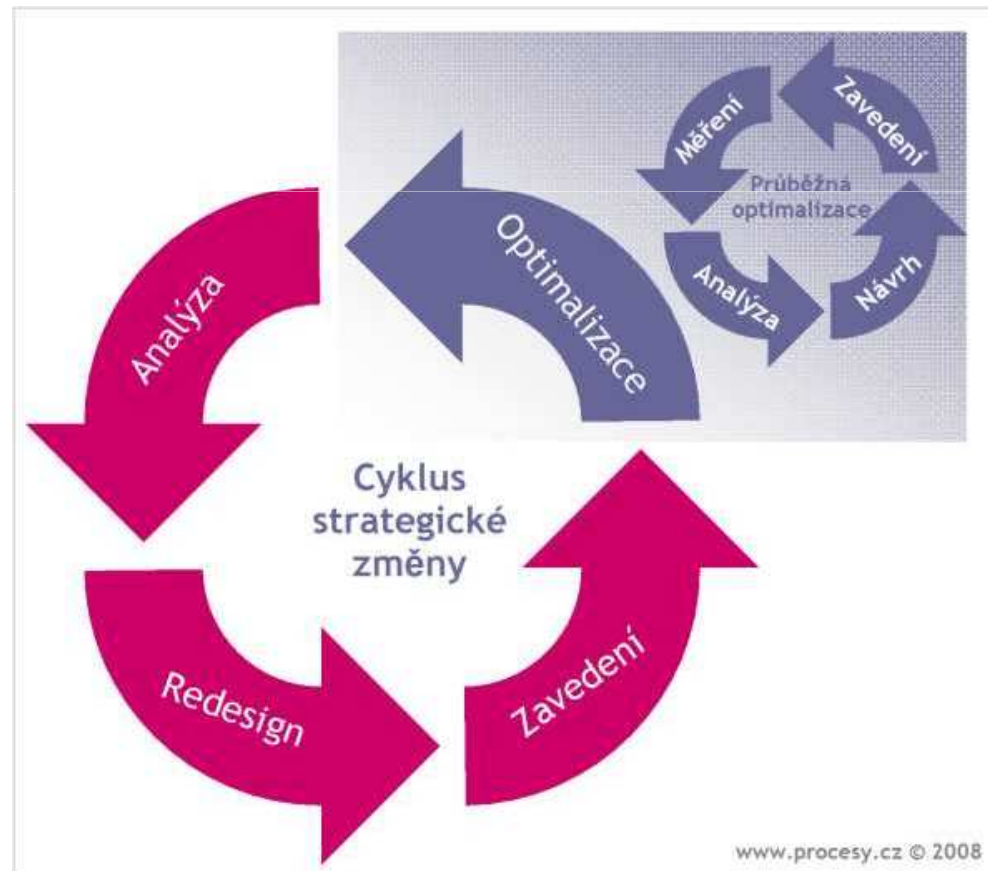 Měření
Zavedení
Průběžná
optimalizace
Analýza
Návrh
Optimalizace
Analýza
Cyklus
strategické
změny
Redesign
Zavedení
www.procesy.cz © 2008